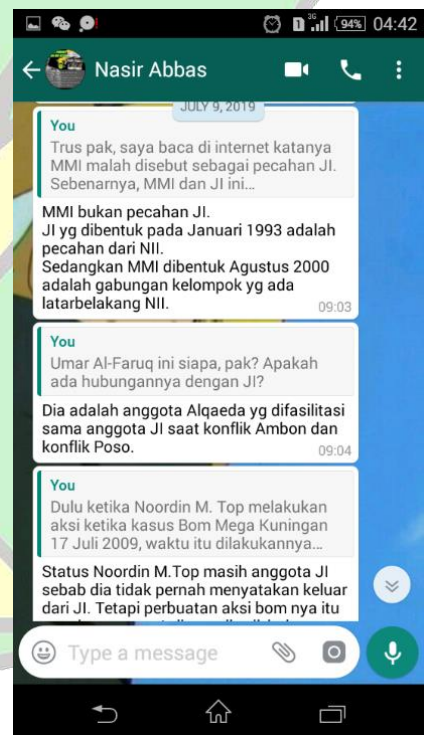 3G 94% 04:42
Nasir Abbas
JULY 9, 2019
You
Trus pak, saya baca di internet katanya
MMI malah disebut sebagai pecahan JI.
Sebenarnya, MMI dan JI ini...
MMI bukan pecahan JI.
JI yg dibentuk pada Januari 1993 adalah
pecahan dari NII.
Sedangkan MMI dibentuk Agustus 2000
adalah gabungan kelompok yg ada
latarbelakang NII.
09:03
You
Umar Al-Faruq ini siapa, pak? Apakah
ada hubungannya dengan JI?
Dia adalah anggota Alqaeda yg difasilitasi
sama anggota JI saat konflik Ambon dan
konflik Poso.
09:04
You
Dulu ketika Noordin M. Top melakukan
aksi ketika kasus Bom Mega Kuningan
17 Juli 2009, waktu itu dilakukannya...
Status Noordin M.Top masih anggota JI
sebab dia tidak pernah menyatakan keluar
dari JI. Tetapi perbuatan aksi bom nya itu
Type a message